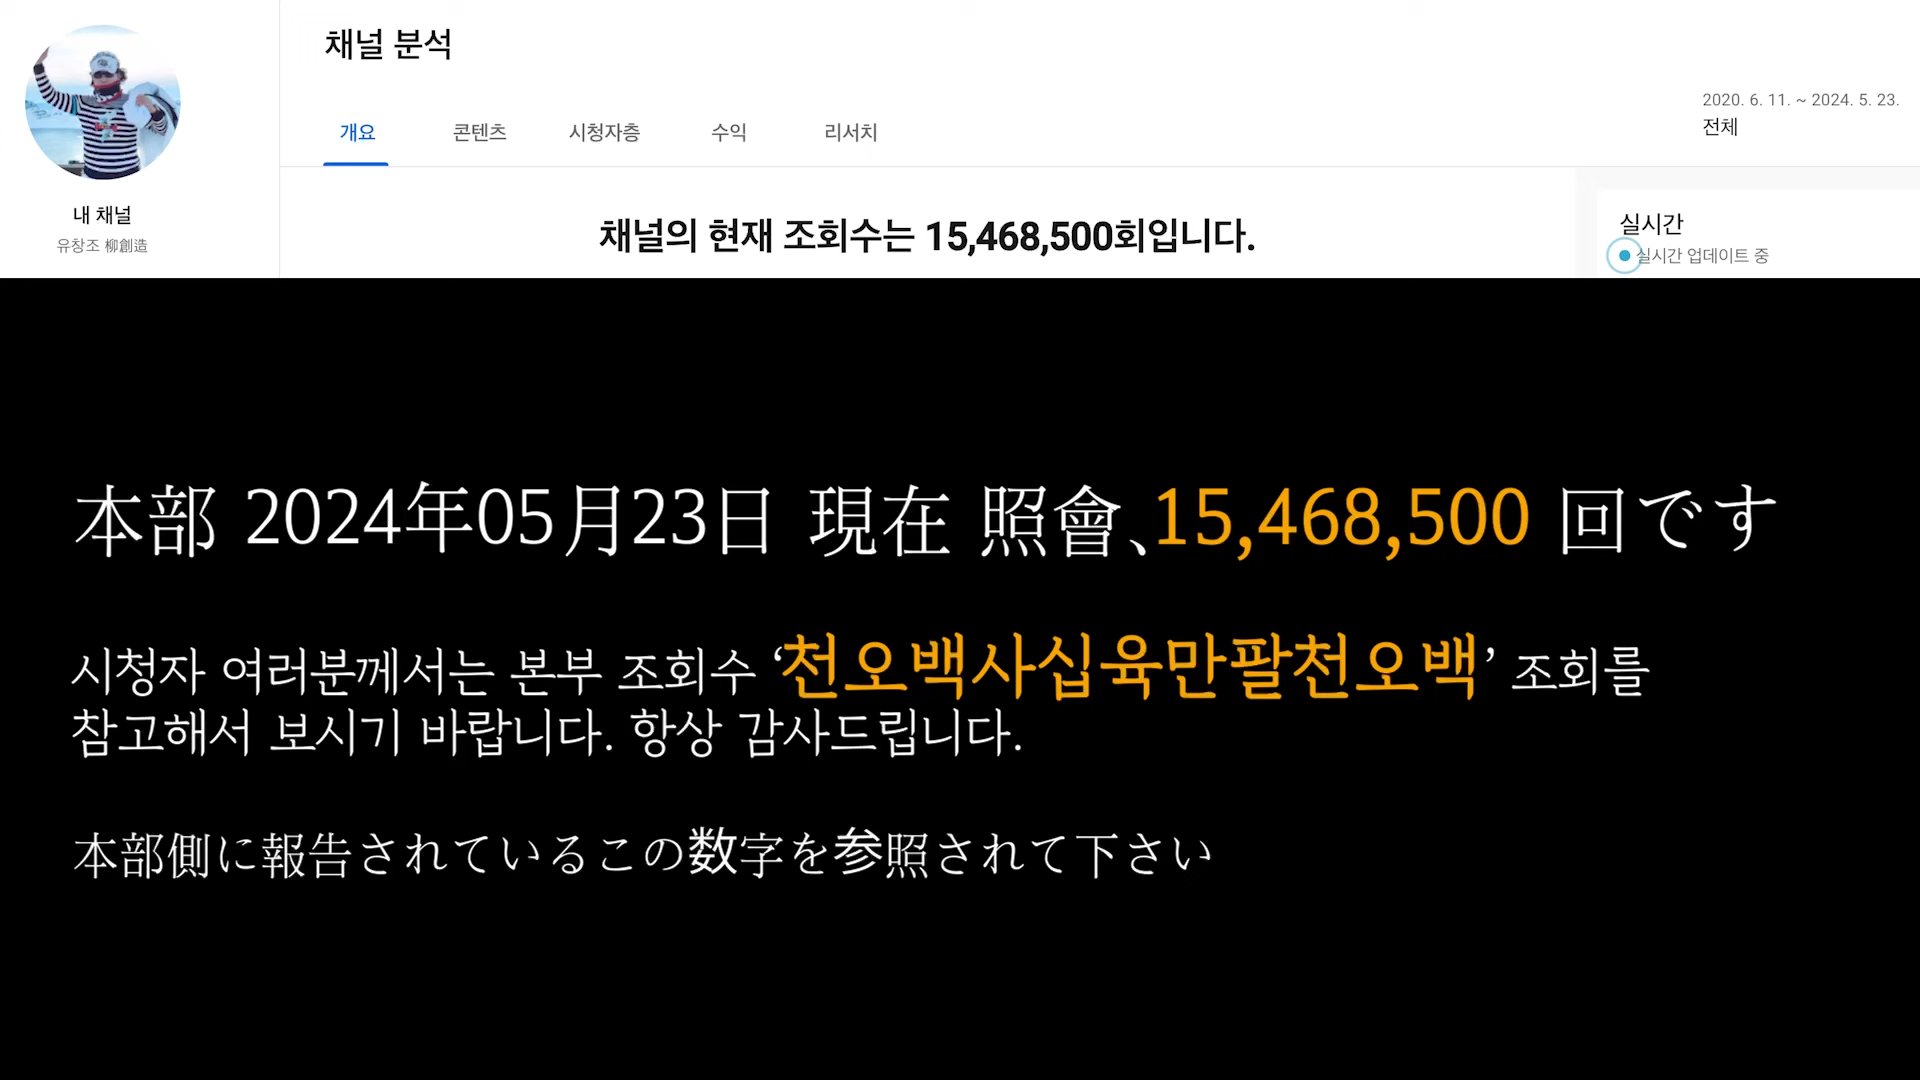 채널 분석
2020. 6. 11. ~ 2024. 5. 23.
전체
개요 콘텐츠 시청자층 수익 리서치
내 채널
유창조 柳創造
채널의 현재 조회수는 15,468,500회입니다.
실시간
실시간 업데이트 중
本部 2024年05月23日 現在 照會、15,468,500 回です
시청자 여러분께서는 본부 조회수 ‘천오백사십육만팔천오백’ 조회를
참고해서 보시기 바랍니다. 항상 감사드립니다.
本部側に報告されているこの数字を参照されて下さい